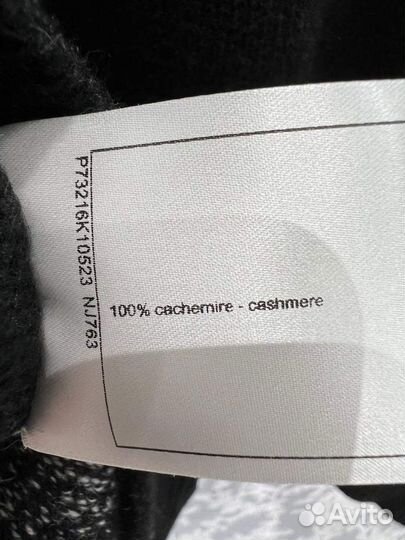 P73216K10523 NJ763
100% cachemire - cashmere
Avito